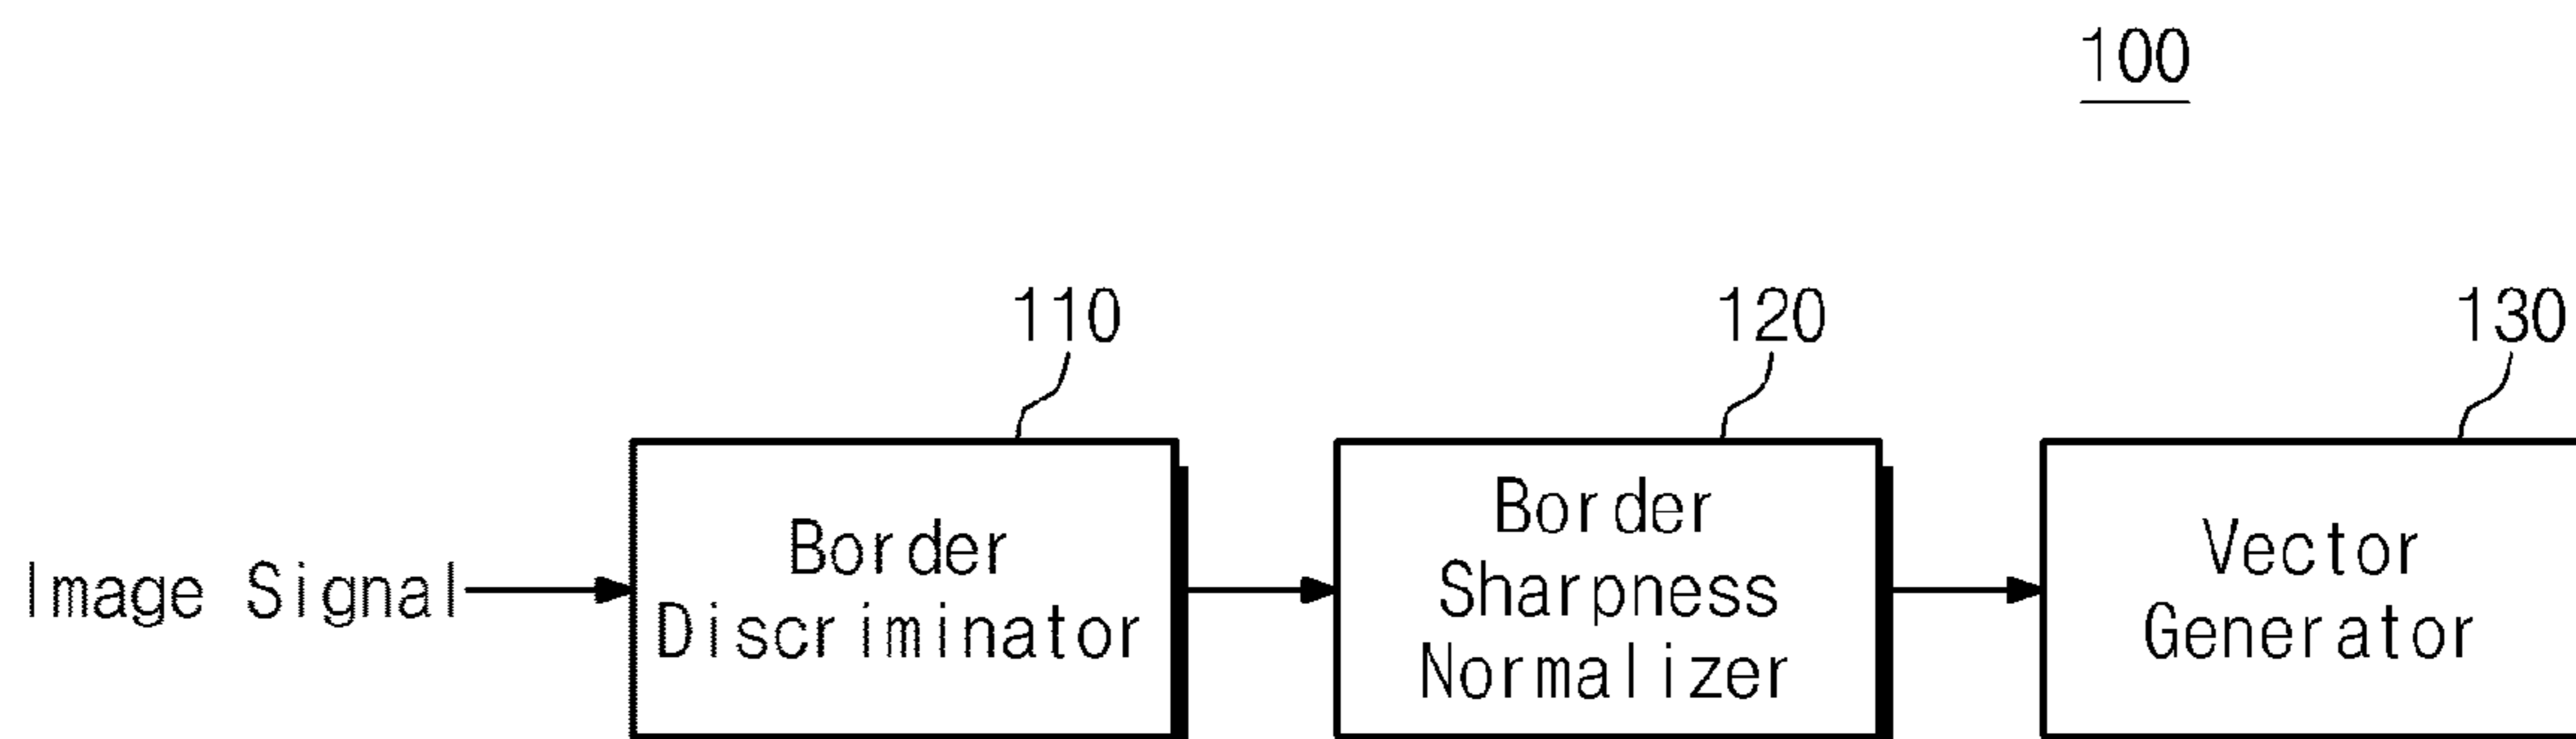 100
110
120
130
Image Signal
Border
Discriminator
Border
Sharpness
Normalizer
Vector
Generator